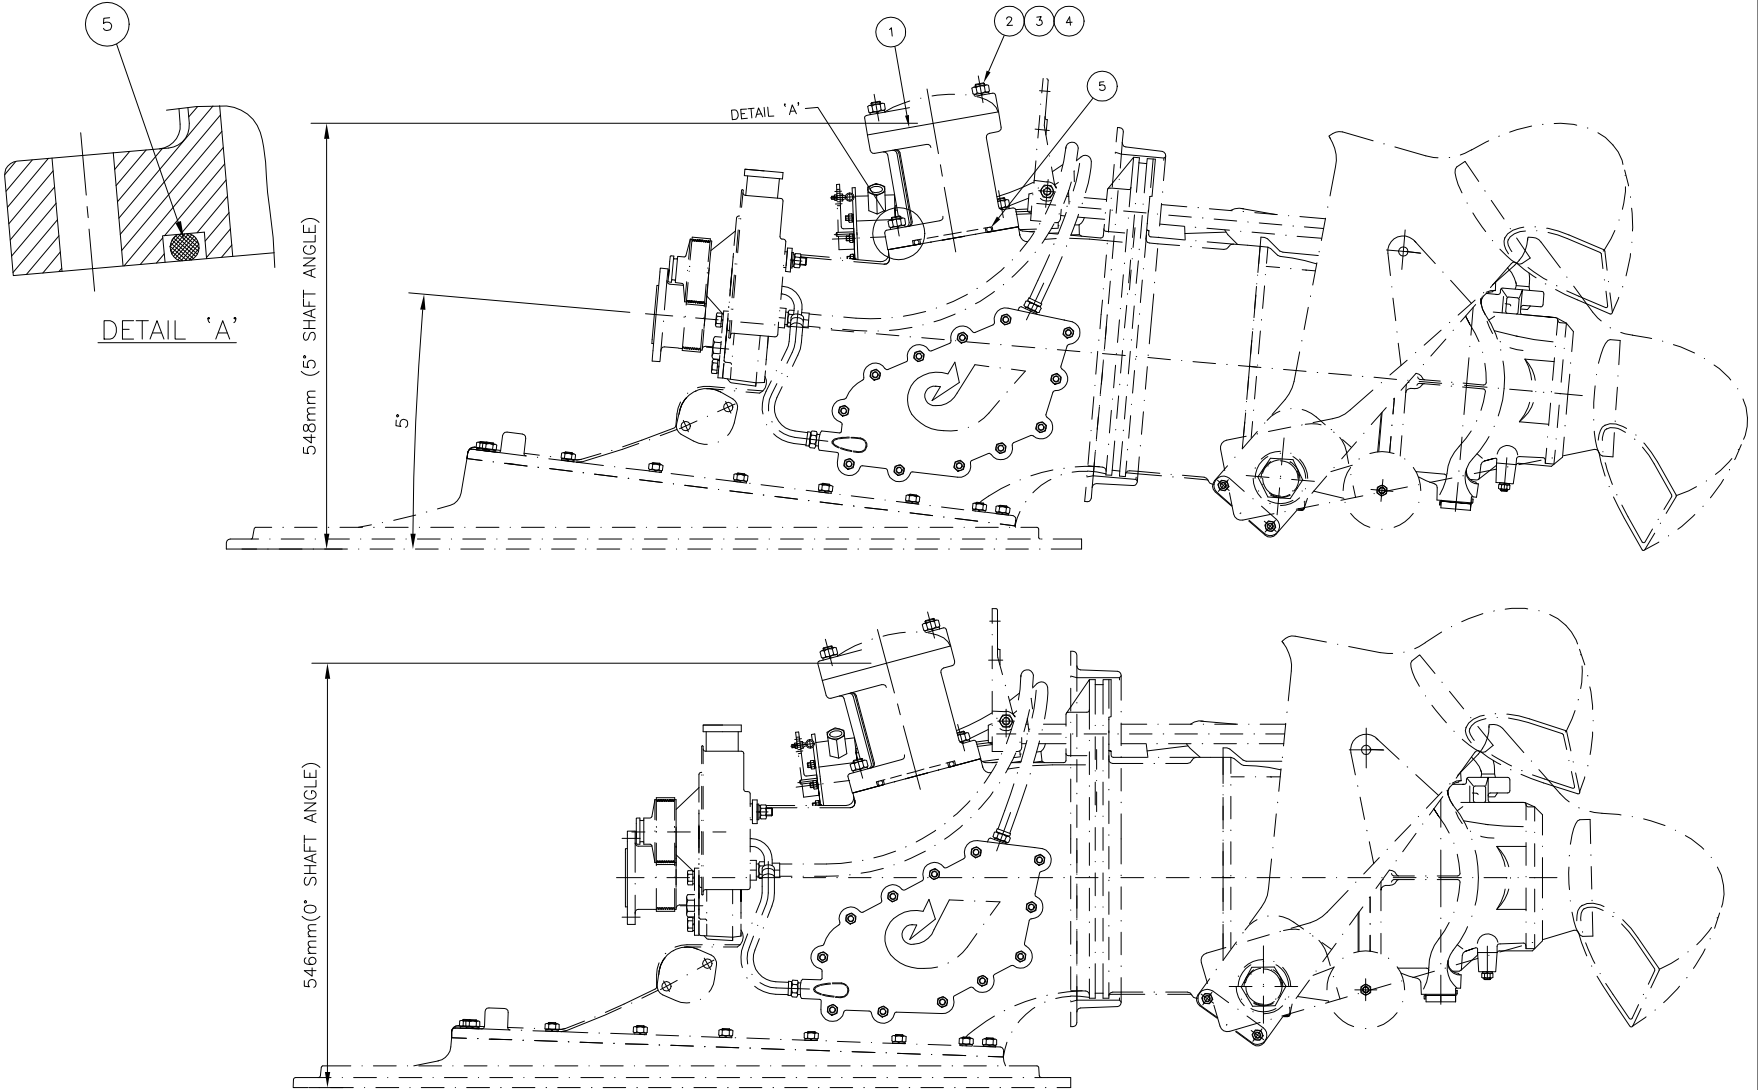 5
1
2 3 4
5
DETAIL 'A'
DETAIL 'A'
548mm (5° SHAFT ANGLE)
5°
546mm(0° SHAFT ANGLE)